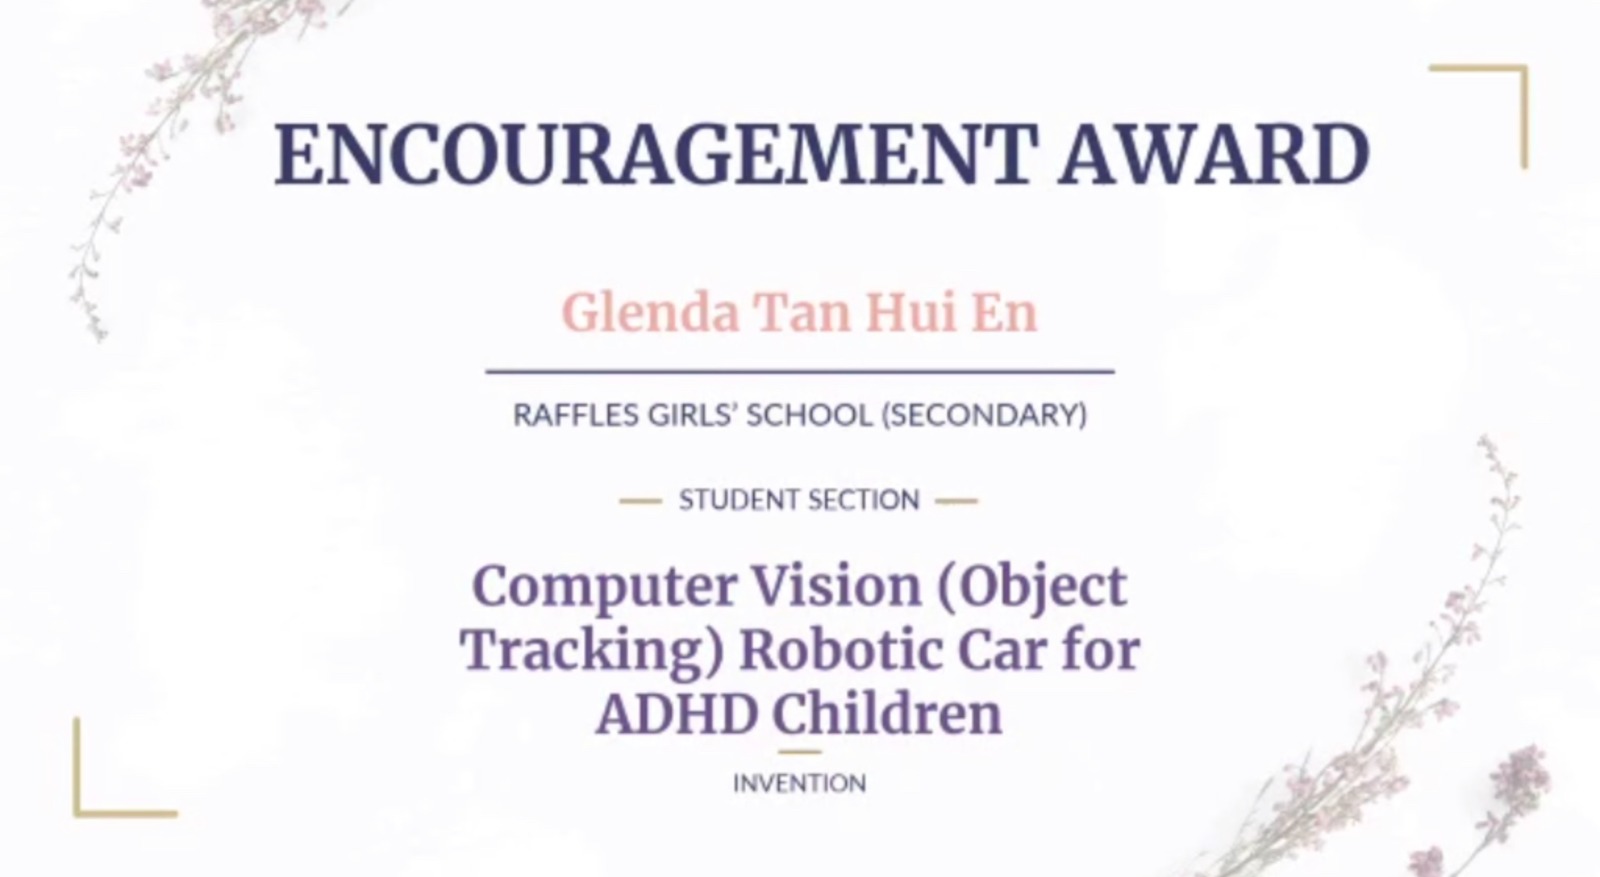 ENCOURAGEMENT AWARD
Glenda Tan Hui En
RAFFLES GIRLS’ SCHOOL (SECONDARY)
STUDENT SECTION
Computer Vision (Object
Tracking) Robotic Car for
ADHD Children
INVENTION